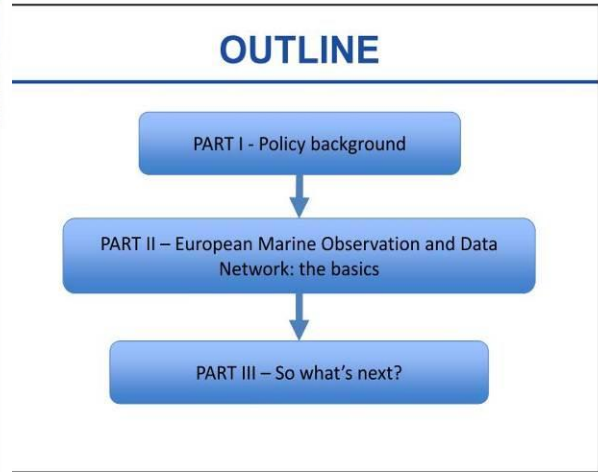 OUTLINE
PART I - Policy background
PART II – European Marine Observation and Data
Network: the basics
PART III – So what's next?